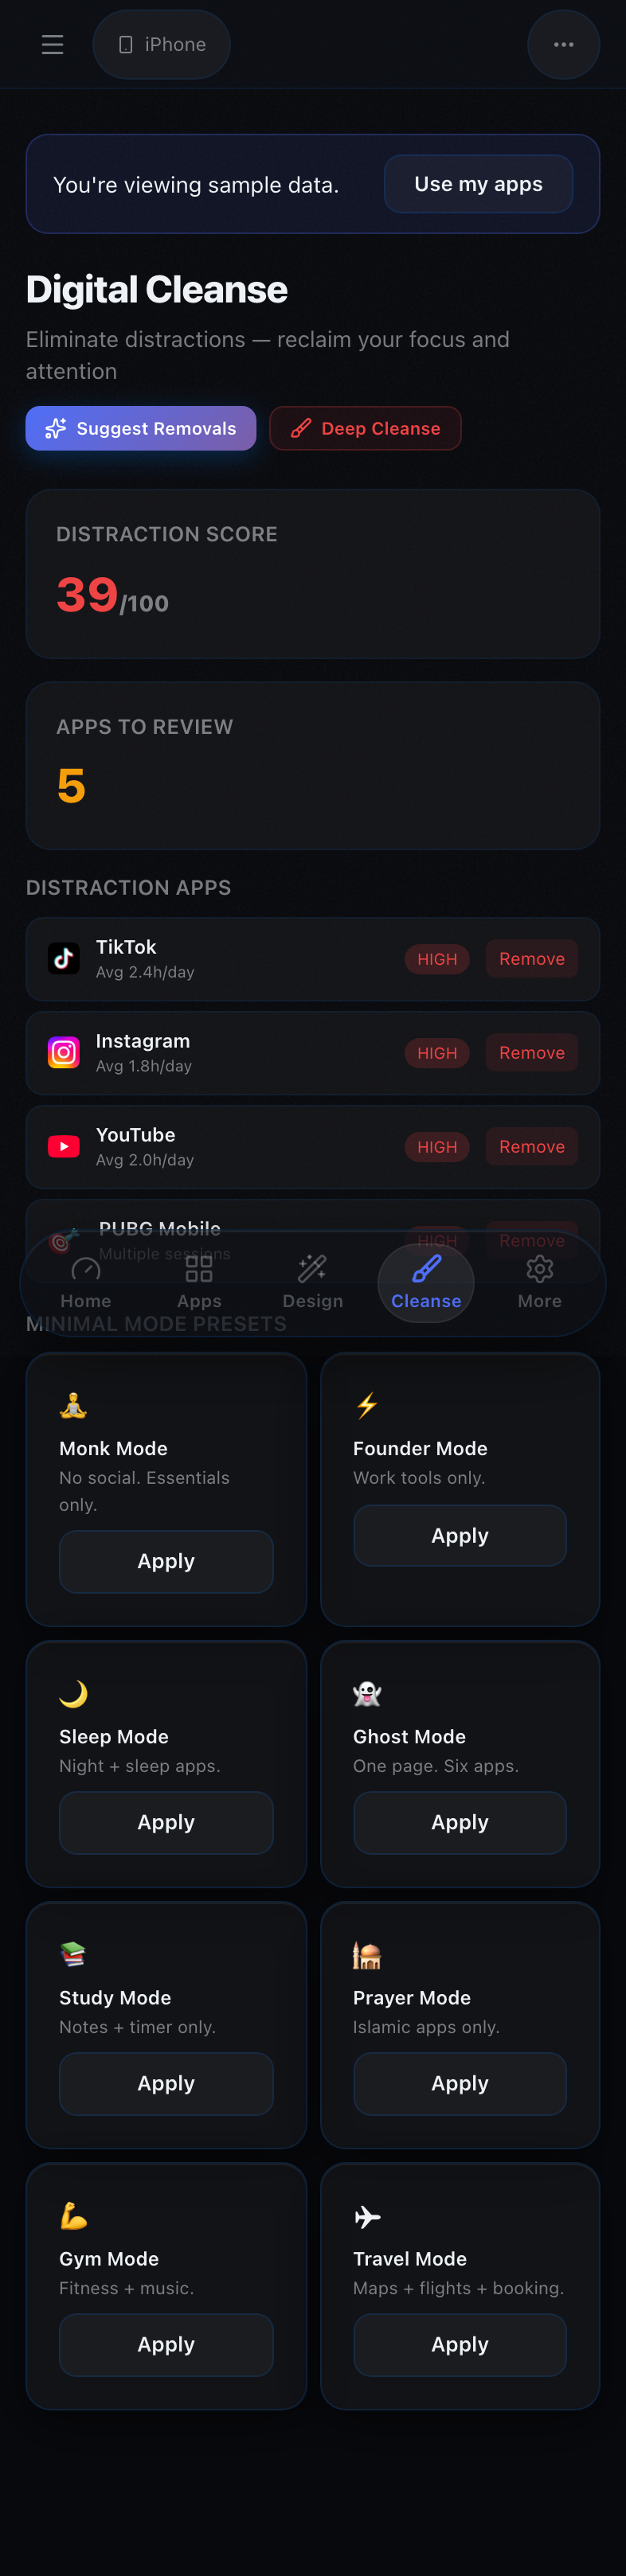 iPhone
You're viewing sample data.
Use my apps
Digital Cleanse
Eliminate distractions — reclaim your focus and
attention
Suggest Removals
Deep Cleanse
DISTRACTION SCORE
39/100
APPS TO REVIEW
5
DISTRACTION APPS
TikTok
Avg 2.4h/day
HIGH
Remove
Instagram
Avg 1.8h/day
HIGH
Remove
YouTube
Avg 2.0h/day
HIGH
Remove
PUBG Mobile
Multiple sessions
HIGH
Remove
Home
Apps
Design
Cleanse
More
MINIMAL MODE PRESETS
Monk Mode
No social. Essentials
only.
Apply
Founder Mode
Work tools only.
Apply
Sleep Mode
Night + sleep apps.
Apply
Ghost Mode
One page. Six apps.
Apply
Study Mode
Notes + timer only.
Apply
Prayer Mode
Islamic apps only.
Apply
Gym Mode
Fitness + music.
Apply
Travel Mode
Maps + flights + booking.
Apply